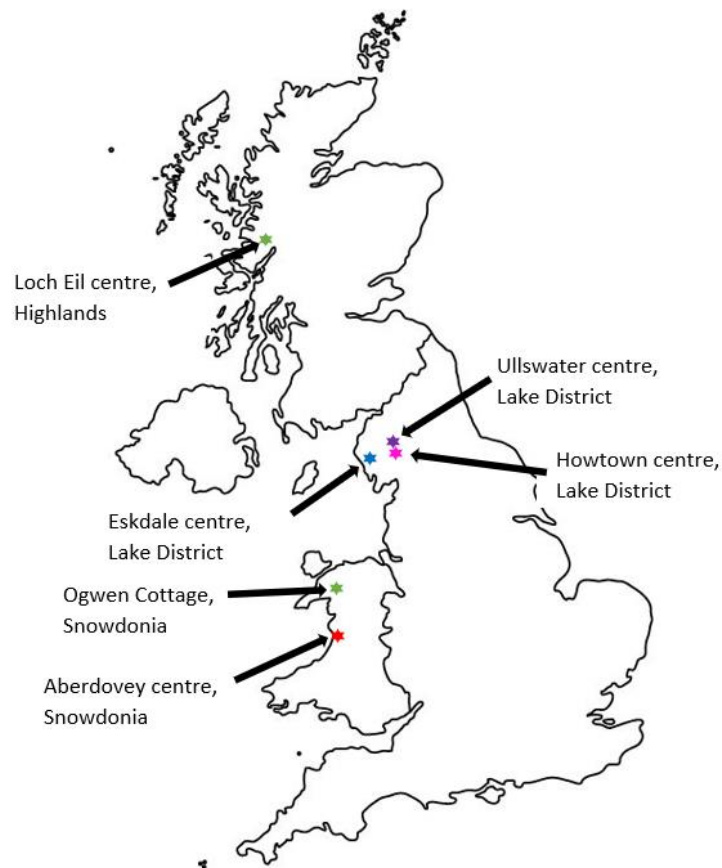 Loch Eil centre,
Highlands
Ullswater centre,
Lake District
Howtown centre,
Lake District
Eskdale centre,
Lake District
Ogwen Cottage,
Snowdonia
Aberdovey centre,
Snowdonia